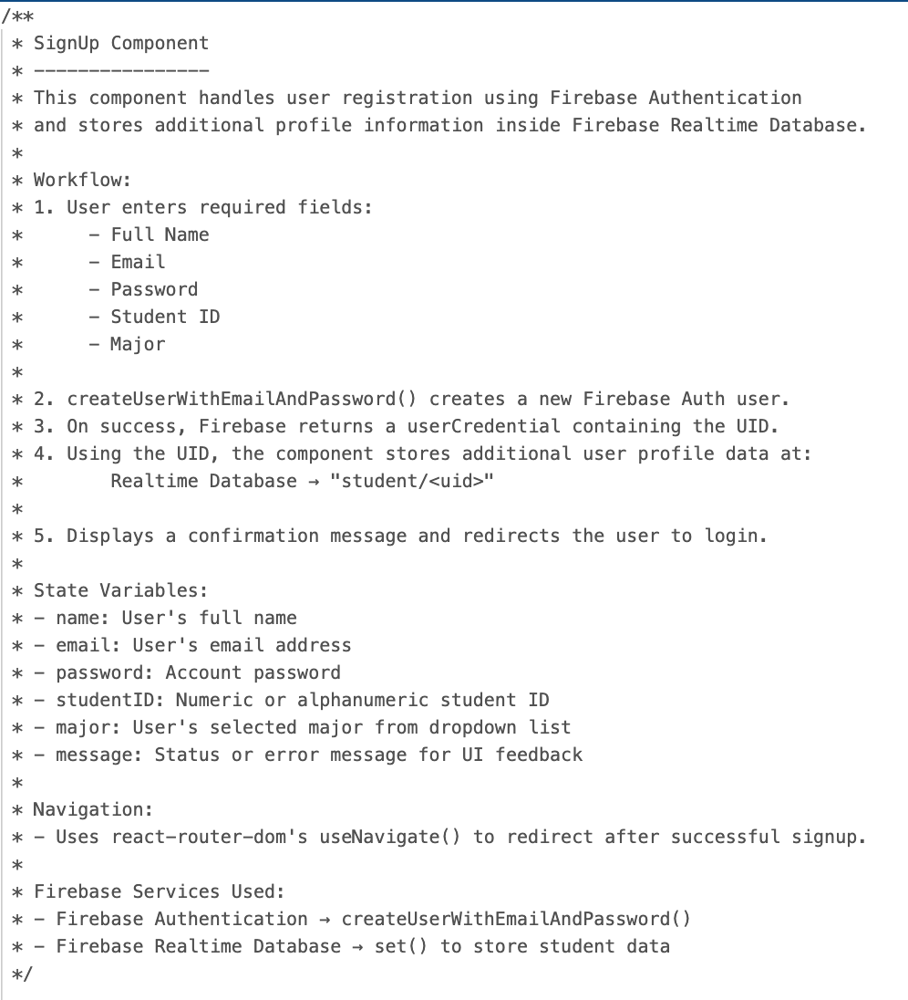 /**
 * SignUp Component
 * ----------------
 * This component handles user registration using Firebase Authentication
 * and stores additional profile information inside Firebase Realtime Database.
 *
 * Workflow:
 * 1. User enters required fields:
 *      - Full Name
 *      - Email
 *      - Password
 *      - Student ID
 *      - Major
 *
 * 2. createUserWithEmailAndPassword() creates a new Firebase Auth user.
 * 3. On success, Firebase returns a userCredential containing the UID.
 * 4. Using the UID, the component stores additional user profile data at:
 *        Realtime Database → "student/<uid>"
 *
 * 5. Displays a confirmation message and redirects the user to login.
 *
 * State Variables:
 * - name: User's full name
 * - email: User's email address
 * - password: Account password
 * - studentID: Numeric or alphanumeric student ID
 * - major: User's selected major from dropdown list
 * - message: Status or error message for UI feedback
 *
 * Navigation:
 * - Uses react-router-dom's useNavigate() to redirect after successful signup.
 *
 * Firebase Services Used:
 * - Firebase Authentication → createUserWithEmailAndPassword()
 * - Firebase Realtime Database → set() to store student data
 */